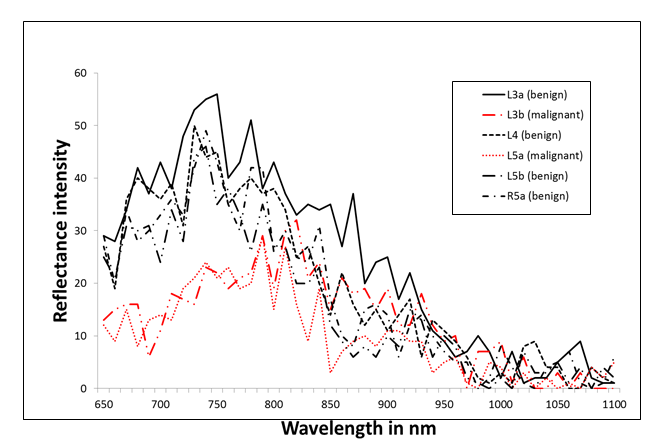 60
50
40
30
20
10
0
Reflectance intensity
L3a (benign)
L3b (malignant)
L4 (benign)
L5a (malignant)
L5b (benign)
R5a (benign)
650 700 750 800 850 900 950 1000 1050 1100
Wavelength in nm